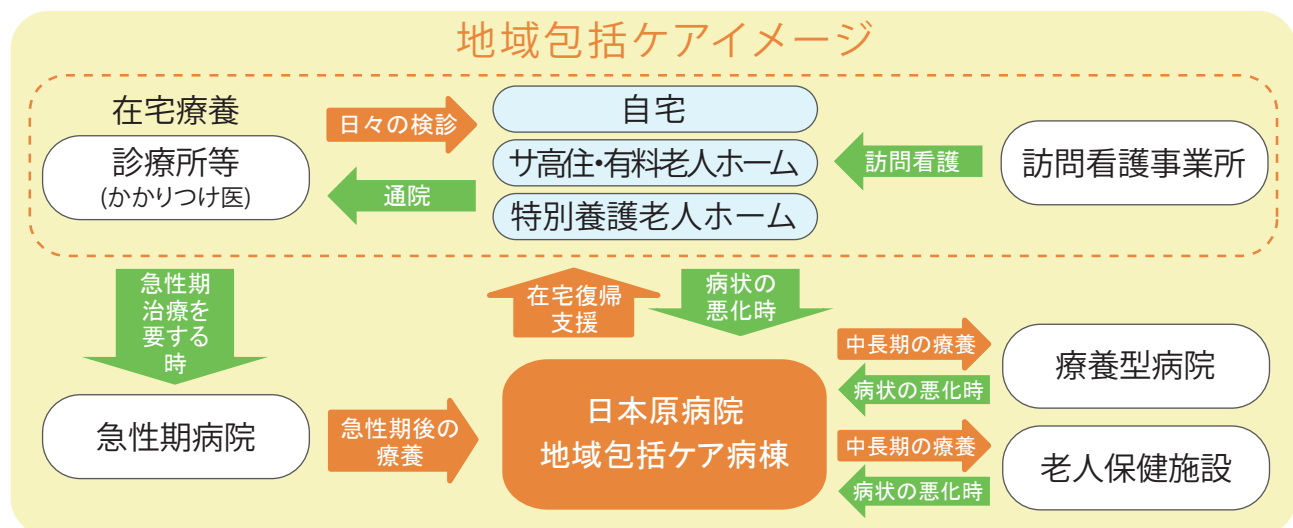 地域包括ケアイメージ
在宅療養
診療所等
(かかりつけ医)
日々の検診
通院
自宅
サ高住・有料老人ホーム
特別養護老人ホーム
訪問看護
訪問看護事業所
急性期
治療を
要する
時
在宅復帰
支援
病状の
悪化時
急性期病院
急性期後の
療養
日本原病院
地域包括ケア病棟
中長期の療養
病状の悪化時
療養型病院
中長期の療養
病状の悪化時
老人保健施設